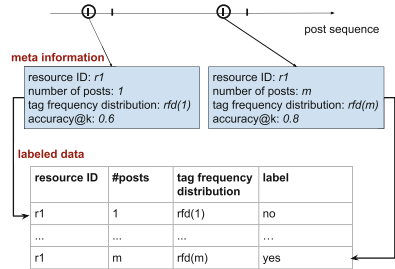 ! !
post sequence
meta information
resource ID: r1
number of posts: 1
tag frequency distribution: rfd(1)
accuracy@k: 0.6
resource ID: r1
number of posts: m
tag frequency distribution: rfd(m)
accuracy@k: 0.8
labeled data
resource ID #posts tag frequency distribution label
r1 1 rfd(1) no
... ... ... ...
r1 m rfd(m) yes